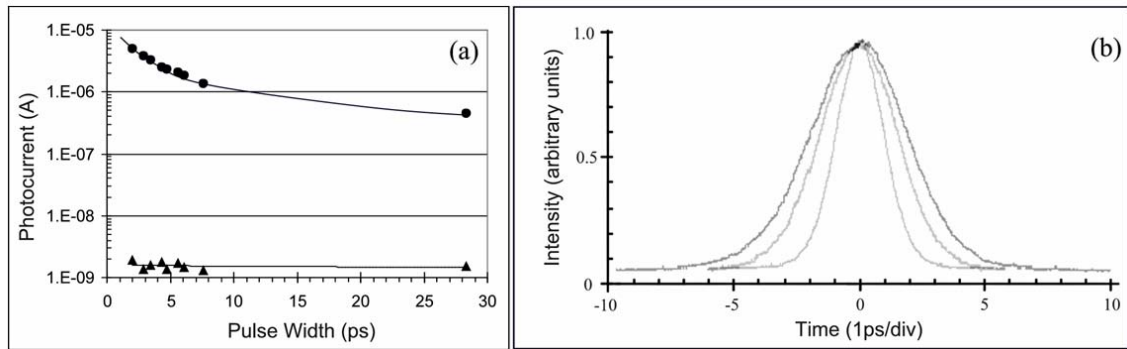 (a)
Photocurrent (A)
1.E-05
1.E-06
1.E-07
1.E-08
1.E-09
0 5 10 15 20 25 30
Pulse Width (ps)
(b)
Intensity (arbitrary units)
1.0
0.5
0
-10 -5 0 5 10
Time (1ps/div)